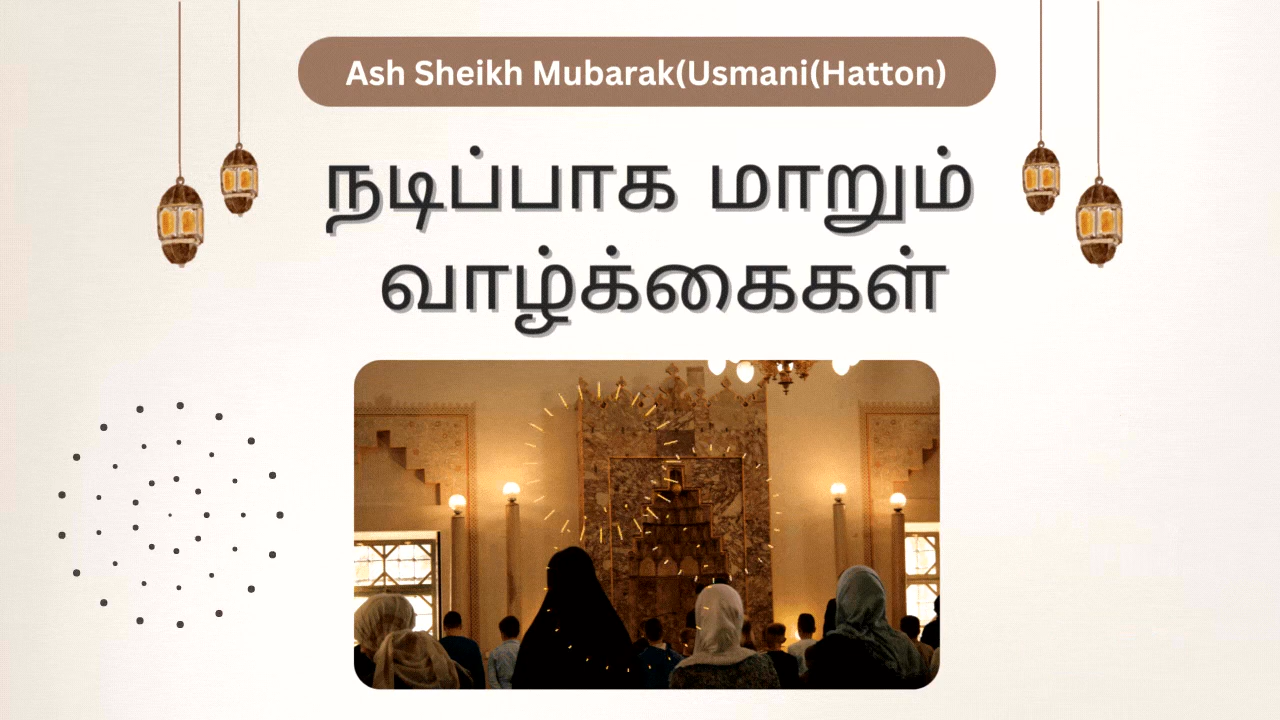 Ash Sheikh Mubarak(Usmani(Hatton)
நடிப்பாக மாறும்
வாழ்க்கைகள்